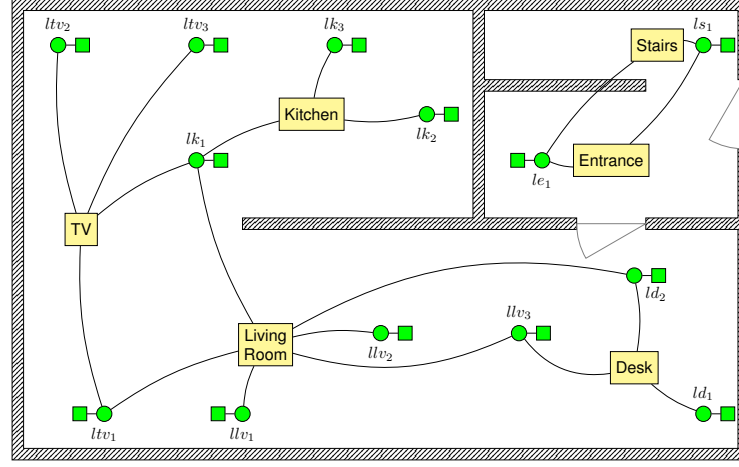 ltv₂
ltv₃
lk₃
Stairs
ls₁
Kitchen
lk₂
lk₁
Entrance
le₁
TV
ld₂
llv₃
Living
Room
llv₂
Desk
ld₁
ltv₁
llv₁